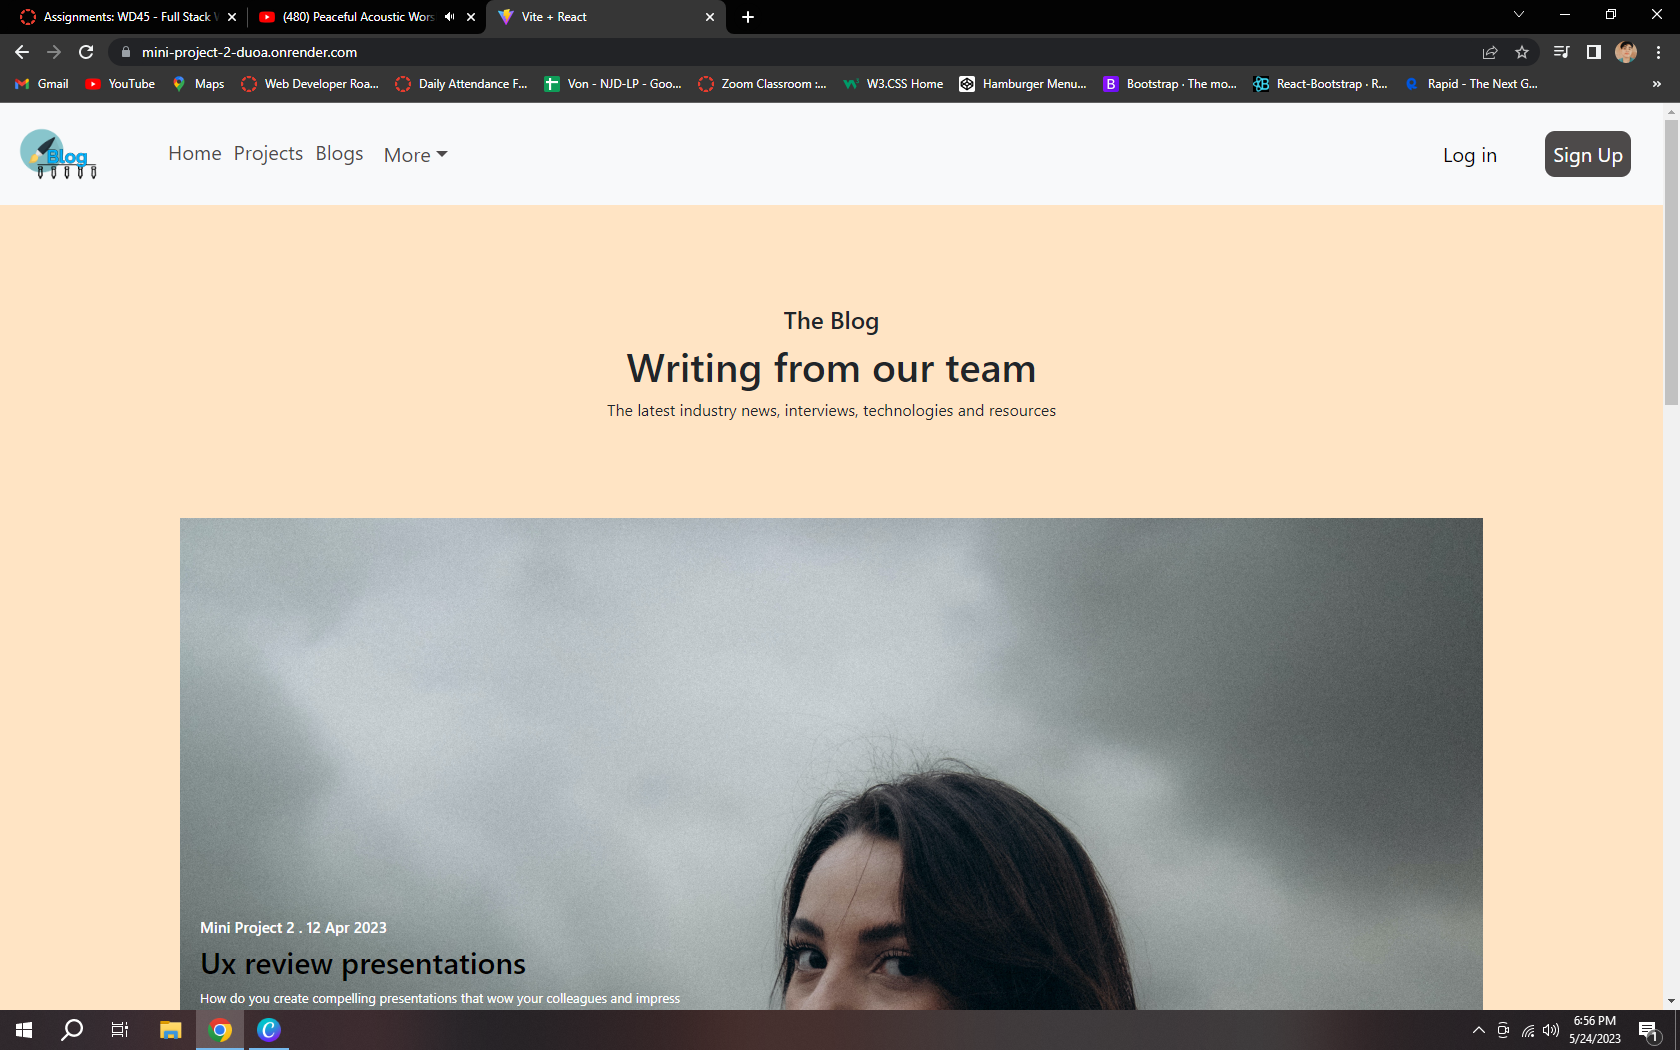 Assignments: WD45 - Full Stack
(480) Peaceful Acoustic Wors
Vite + React
mini-project-2-duoa.onrender.com
Gmail
YouTube
Maps
Web Developer Roa...
Daily Attendance F...
Von - NJD-LP - Goo...
Zoom Classroom :...
W3.CSS Home
Hamburger Menu...
B
Bootstrap · The mo...
React-Bootstrap · R...
Rapid - The Next G...
»
Blog
Home
Projects
Blogs
More
Log in
Sign Up
The Blog
Writing from our team
The latest industry news, interviews, technologies and resources
Mini Project 2 . 12 Apr 2023
Ux review presentations
How do you create compelling presentations that wow your colleagues and impress
6:56 PM
5/24/2023
1